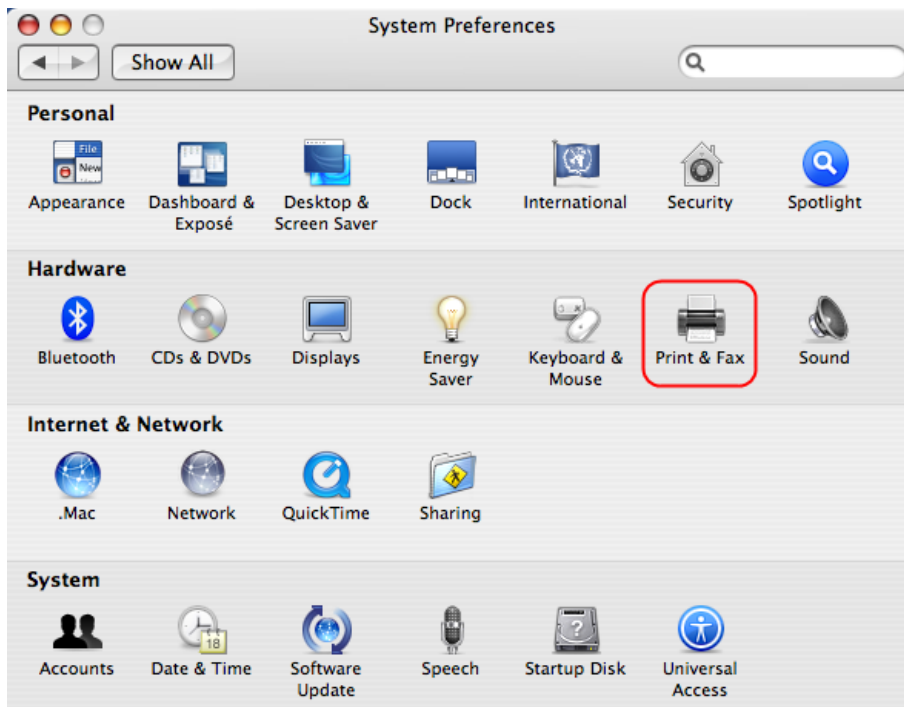 System Preferences
Show All
Personal
File
New
Appearance
Dashboard &
Exposé
Desktop &
Screen Saver
Dock
International
Security
Spotlight
Hardware
Bluetooth
CDs & DVDs
Displays
Energy
Saver
Keyboard &
Mouse
Print & Fax
Sound
Internet & Network
.Mac
Network
QuickTime
Sharing
System
18
?
Accounts
Date & Time
Software
Update
Speech
Startup Disk
Universal
Access